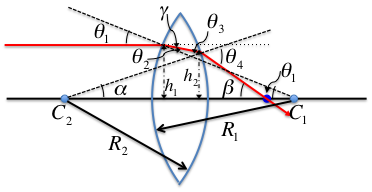 γ
θ₁ θ₃
θ₂ θ₄
h₁ h₂ θ₁
α β
C₂ C₁
R₂ R₁